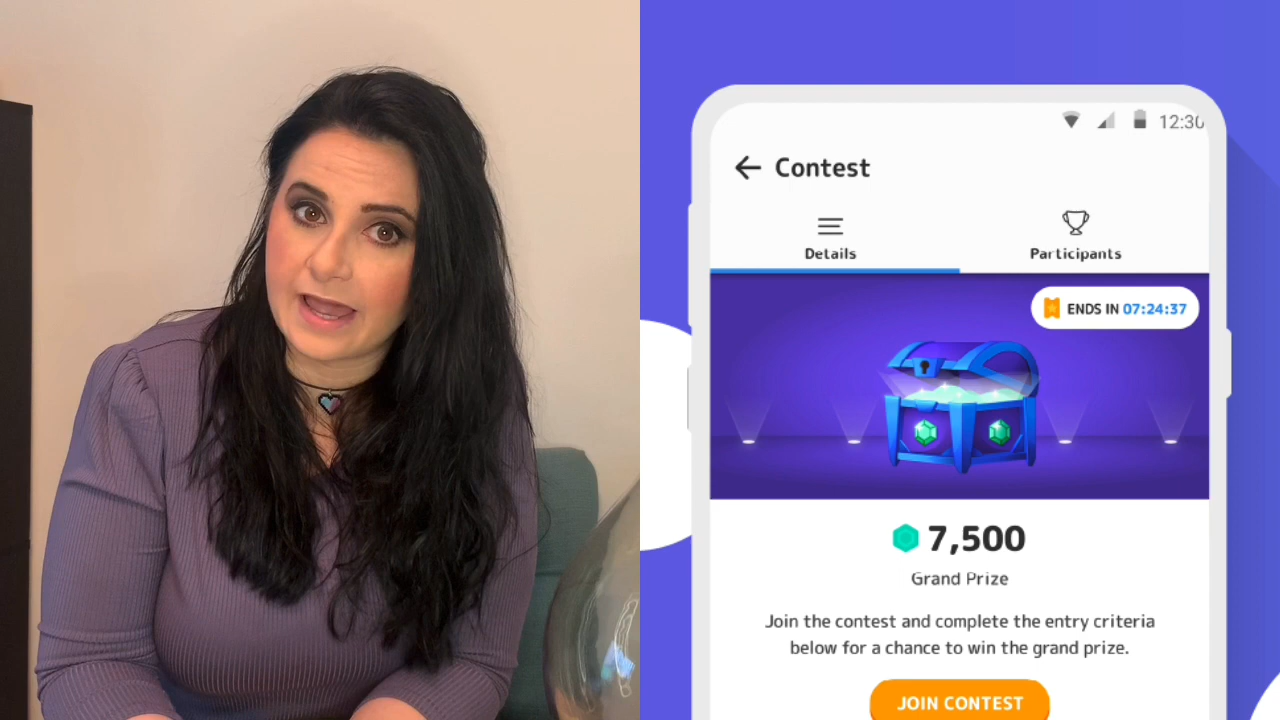 12:30
Contest
Details
Participants
ENDS IN 07:24:37
7,500
Grand Prize
Join the contest and complete the entry criteria
below for a chance to win the grand prize.
JOIN CONTEST